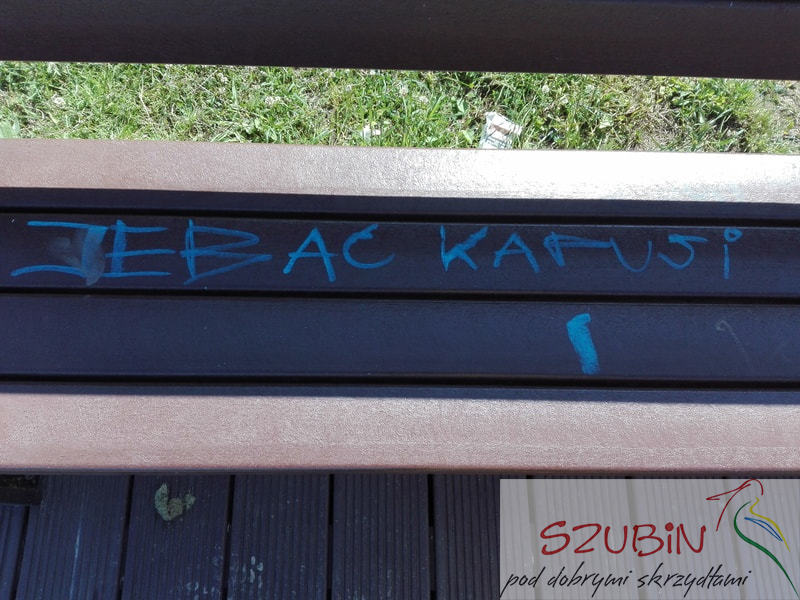 JEBAĆ KAPUSI
SZUBIN
pod dobrymi skrzydłami